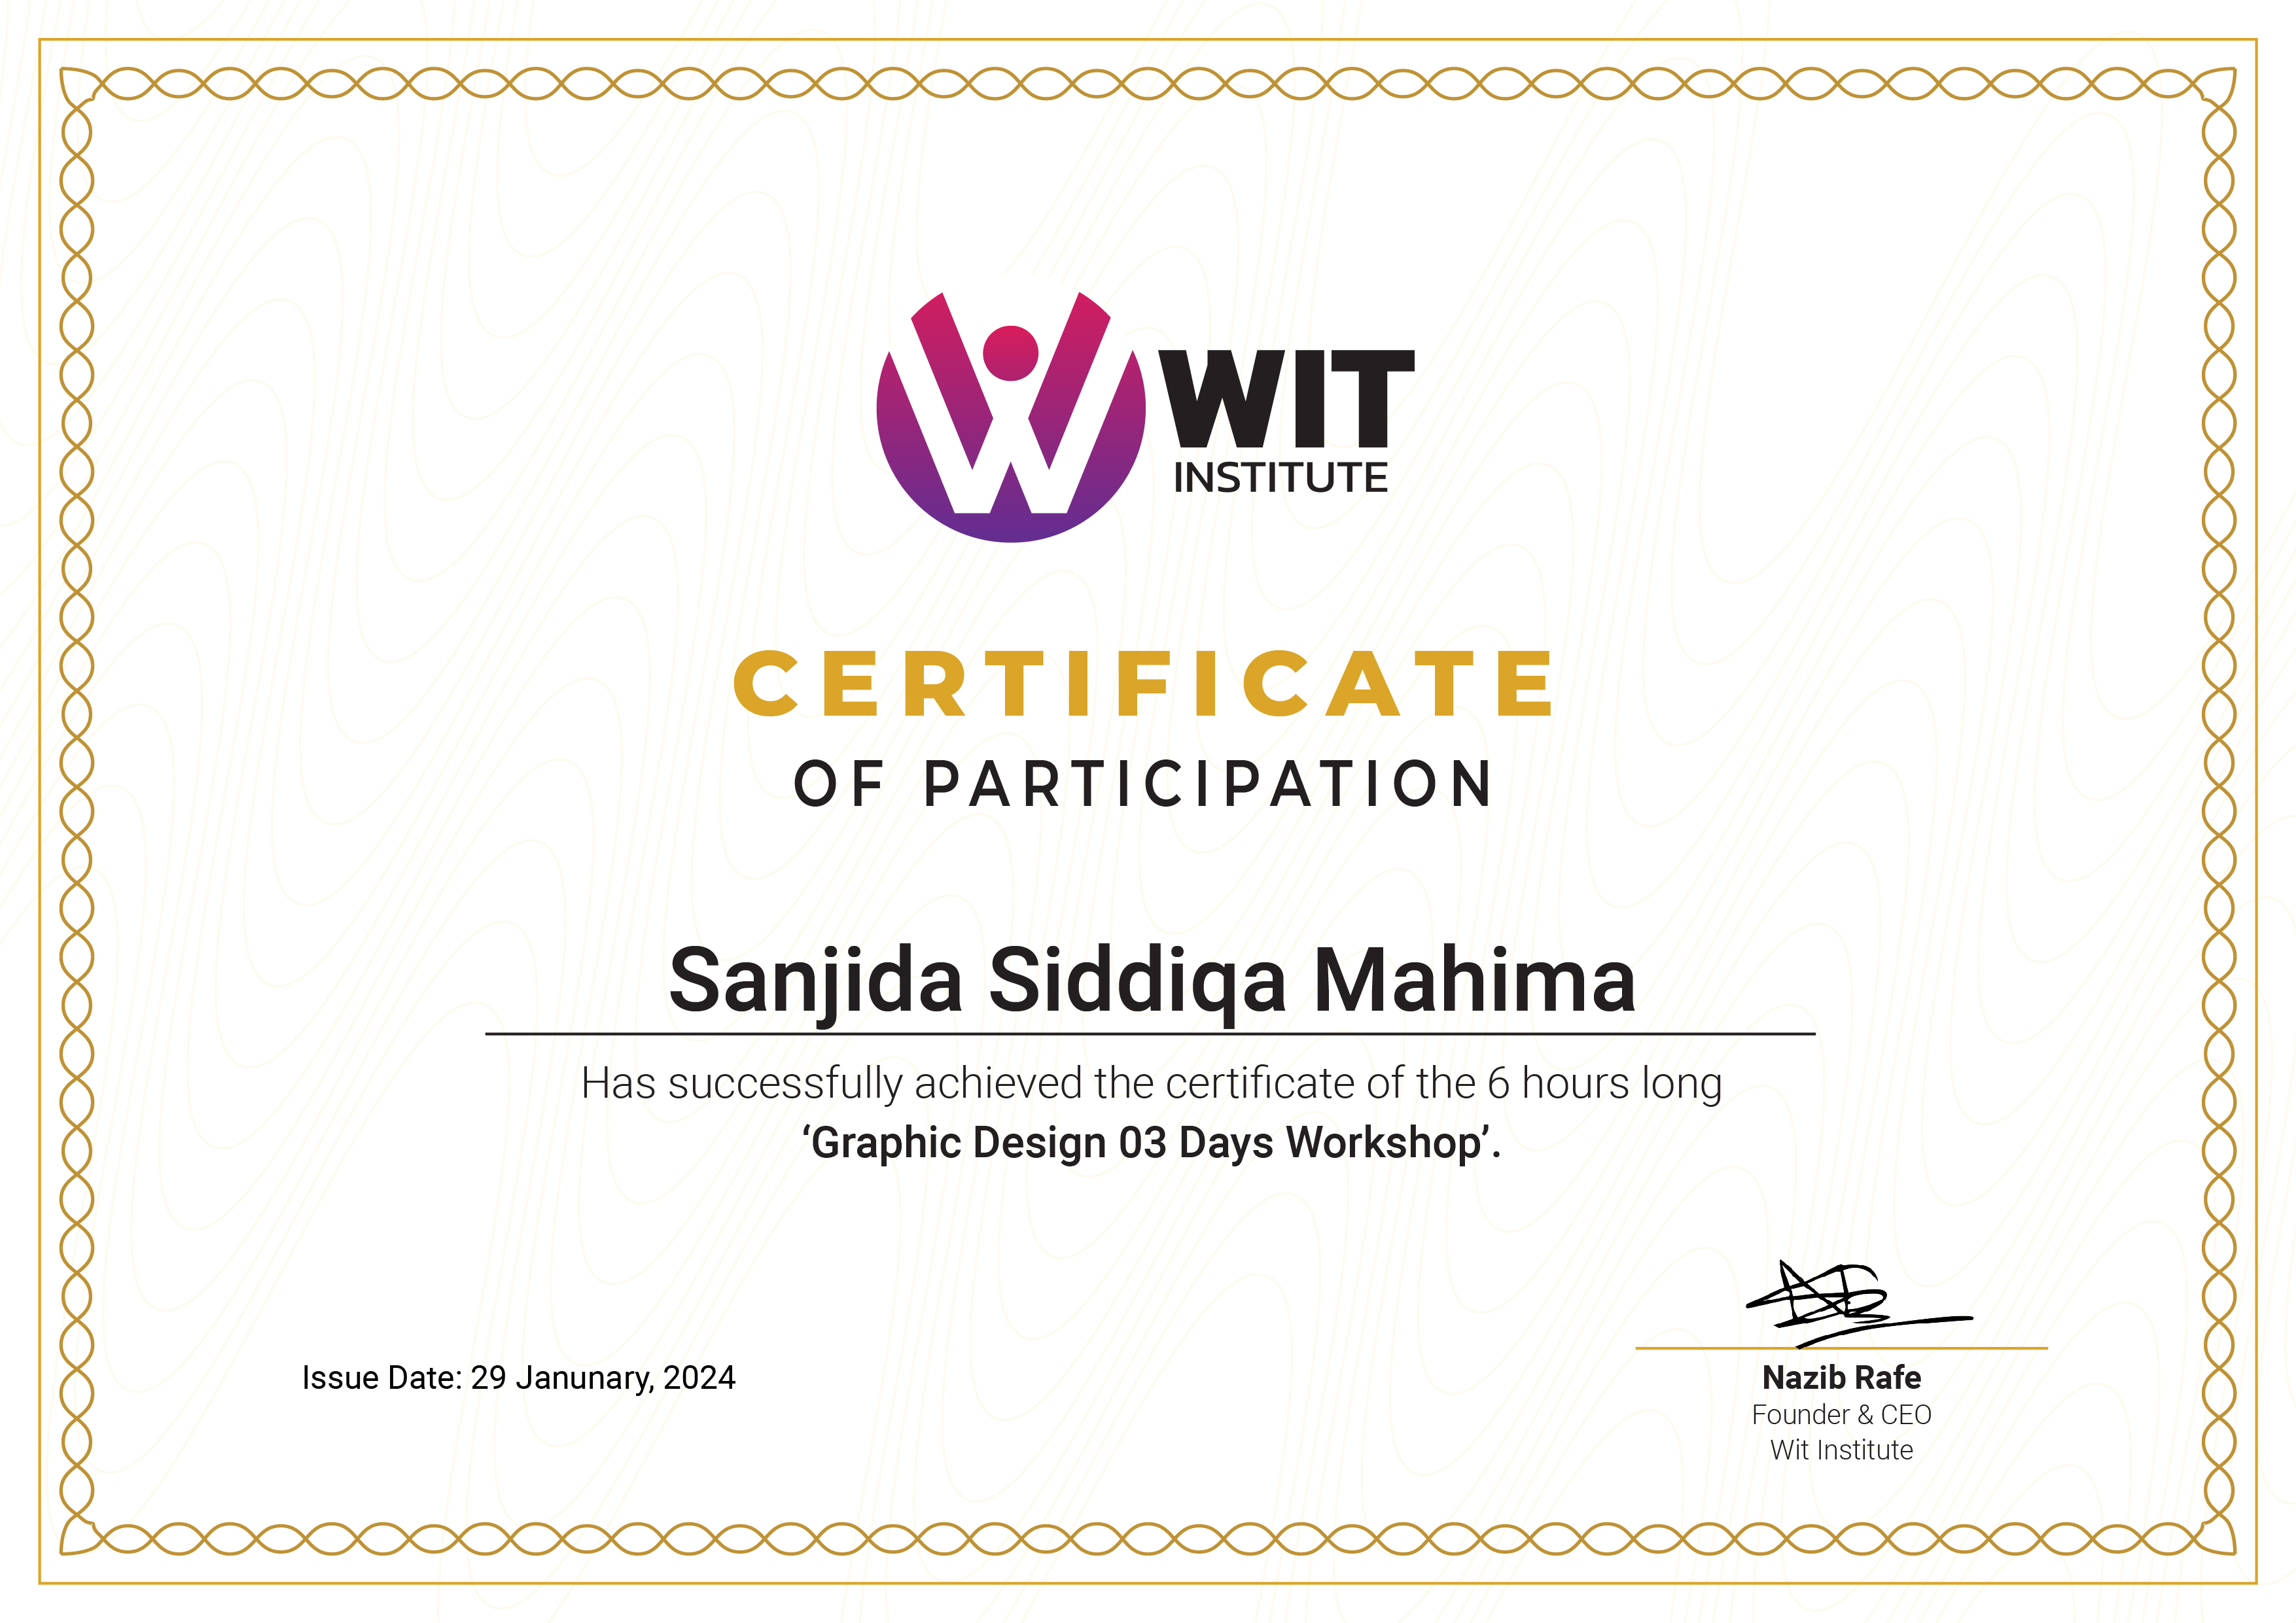 WIT
INSTITUTE
CERTIFICATE
OF PARTICIPATION
Sanjida Siddiqa Mahima
Has successfully achieved the certificate of the 6 hours long
‘Graphic Design 03 Days Workshop’.
Issue Date: 29 Janunary, 2024
Nazib Rafe
Founder & CEO
Wit Institute